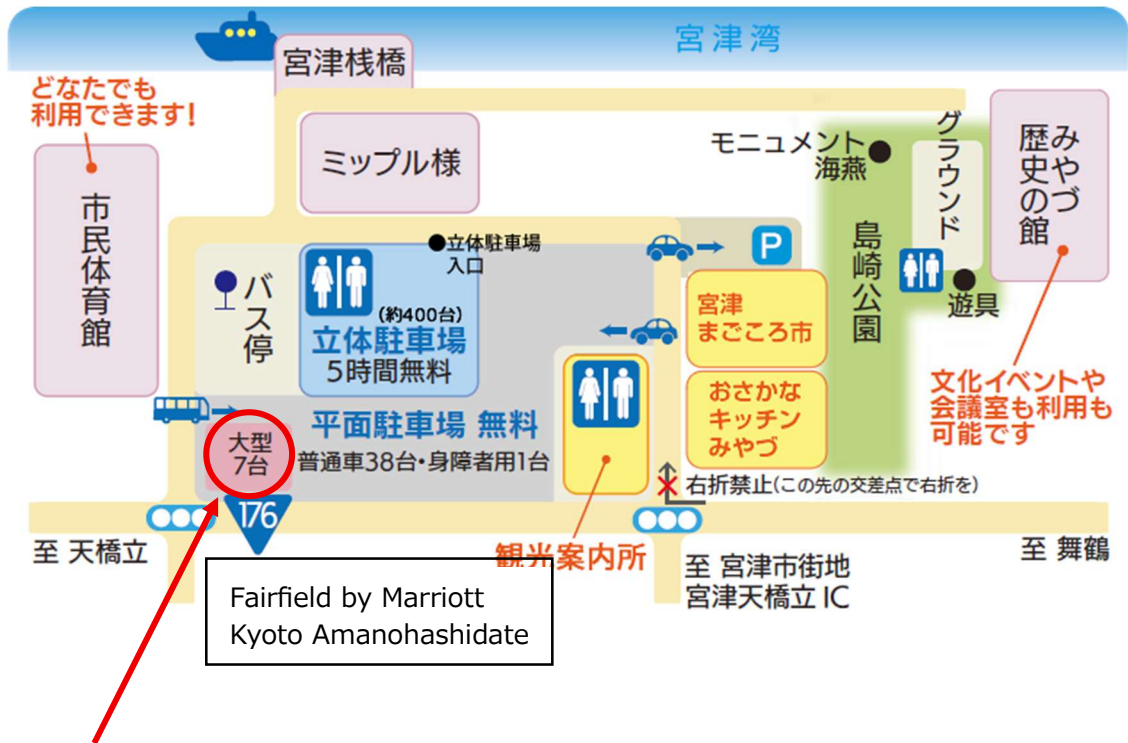 宮津湾
宮津桟橋
どなたでも
利用できます!
ミップル様
市民体育館
モニュメント
海燕
グラウンド
みやづ
歴史の館
立体駐車場
入口
P
バス停
(約400台)
立体駐車場
5時間無料
島崎公園
遊具
宮津
まごころ市
おさかな
キッチン
みやづ
文化イベントや
会議室も利用も
可能です
大型
7台
平面駐車場 無料
普通車38台・身障者用1台
右折禁止(この先の交差点で右折を)
176
至 天橋立
観光案内所
至 宮津市街地
宮津天橋立 IC
至 舞鶴
Fairfield by Marriott
Kyoto Amanohashidate